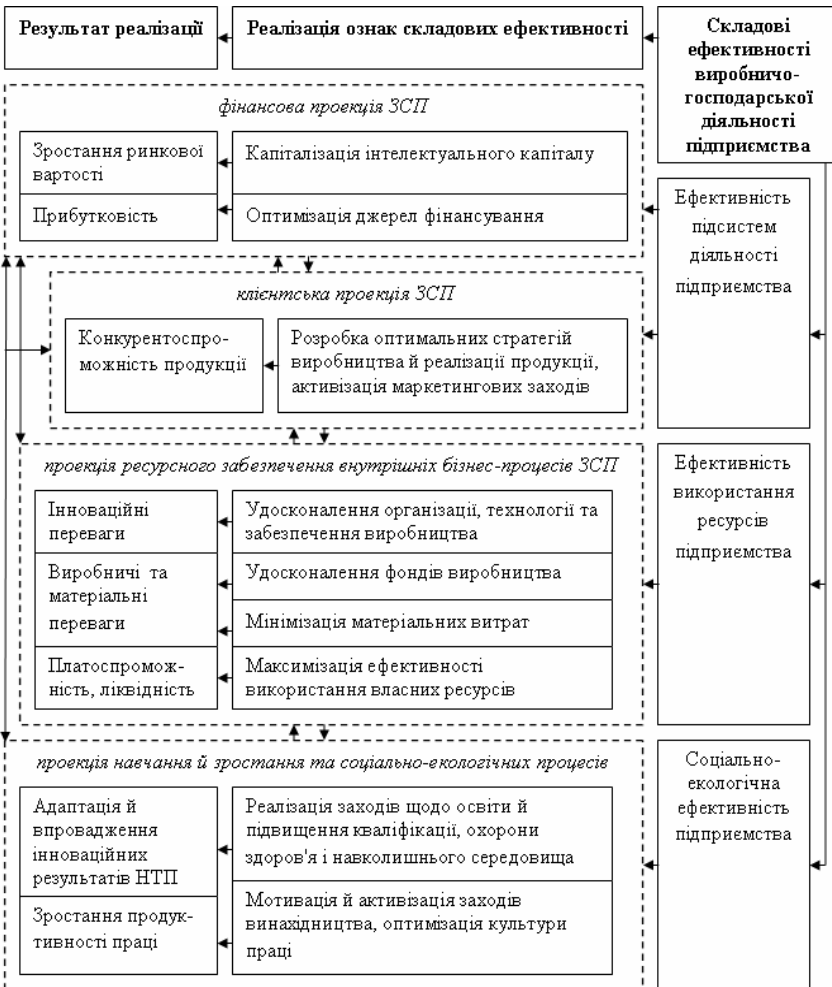 Результат реалізації
Реалізація ознак складових ефективності
Складові
ефективності
виробничо-
господарської
діяльності
підприємства
фінансова проекція ЗСП
Зростання ринкової
вартості
Капіталізація інтелектуального капіталу
Прибутковість
Оптимізація джерел фінансування
Ефективність
підсистем
діяльності
підприємства
клієнтська проекція ЗСП
Конкурентоспро-
можність продукції
Розробка оптимальних стратегій
виробництва й реалізації продукції,
активізація маркетингових заходів
проекція ресурсного забезпечення внутрішніх бізнес-процесів ЗСП
Інноваційні
переваги
Удосконалення організації, технології та
забезпечення виробництва
Виробничі та
матеріальні
переваги
Удосконалення фондів виробництва
Мінімізація матеріальних витрат
Платоспромож-
ність, ліквідність
Максимізація ефективності
використання власних ресурсів
Ефективність
використання
ресурсів
підприємства
проекція навчання й зростання та соціально-екологічних процесів
Адаптація й
впровадження
інноваційних
результатів НТП
Реалізація заходів щодо освіти й
підвищення кваліфікації, охорони
здоров'я і навколишнього середовища
Зростання продук-
тивності праці
Мотивація й активізація заходів
винахідництва, оптимізація культури
праці
Соціально-
екологічна
ефективність
підприємства